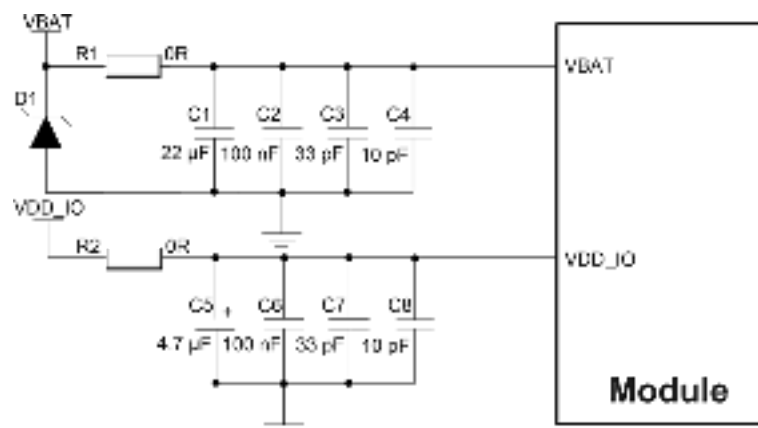 VBAT
R1 0R
VBAT
D1
C1 C2 C3 C4
22 µF 100 nF 33 pF 10 pF
VDD_IO
R2 0R
VDD_IO
C5 + C6 C7 C8
4.7 µF 100 nF 33 pF 10 pF
Module